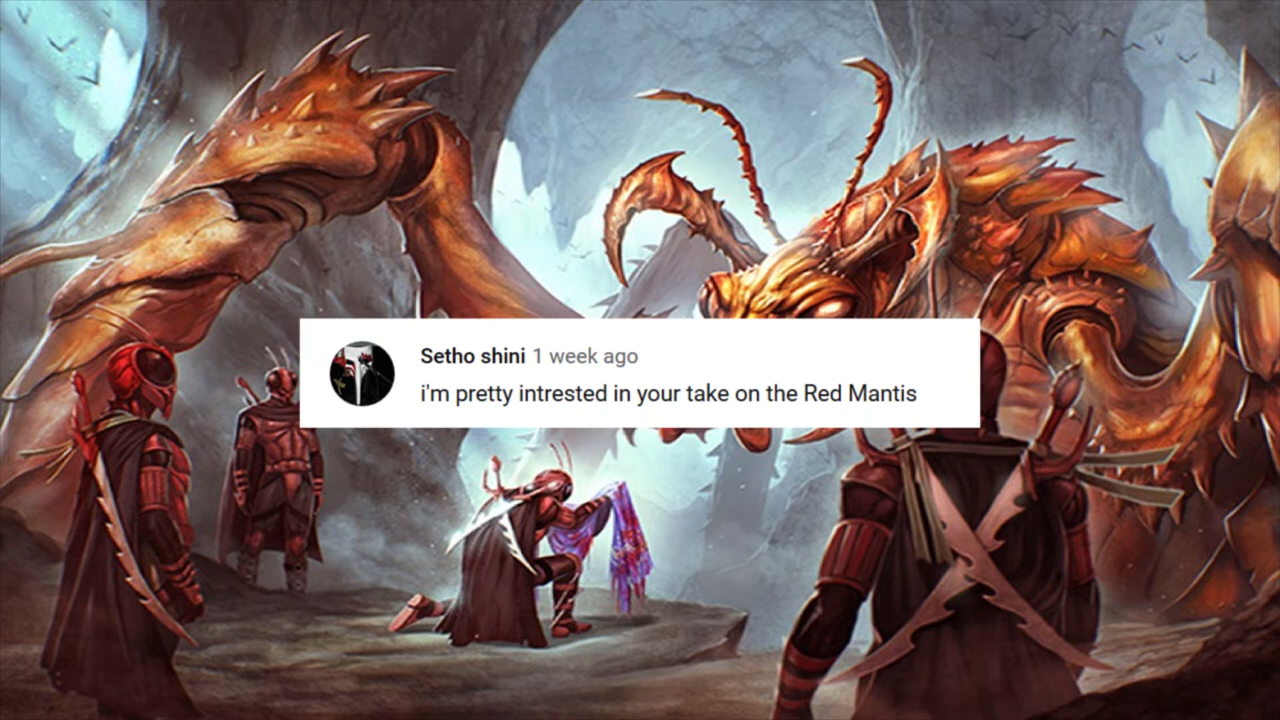 Setho shini 1 week ago
i'm pretty intrested in your take on the Red Mantis